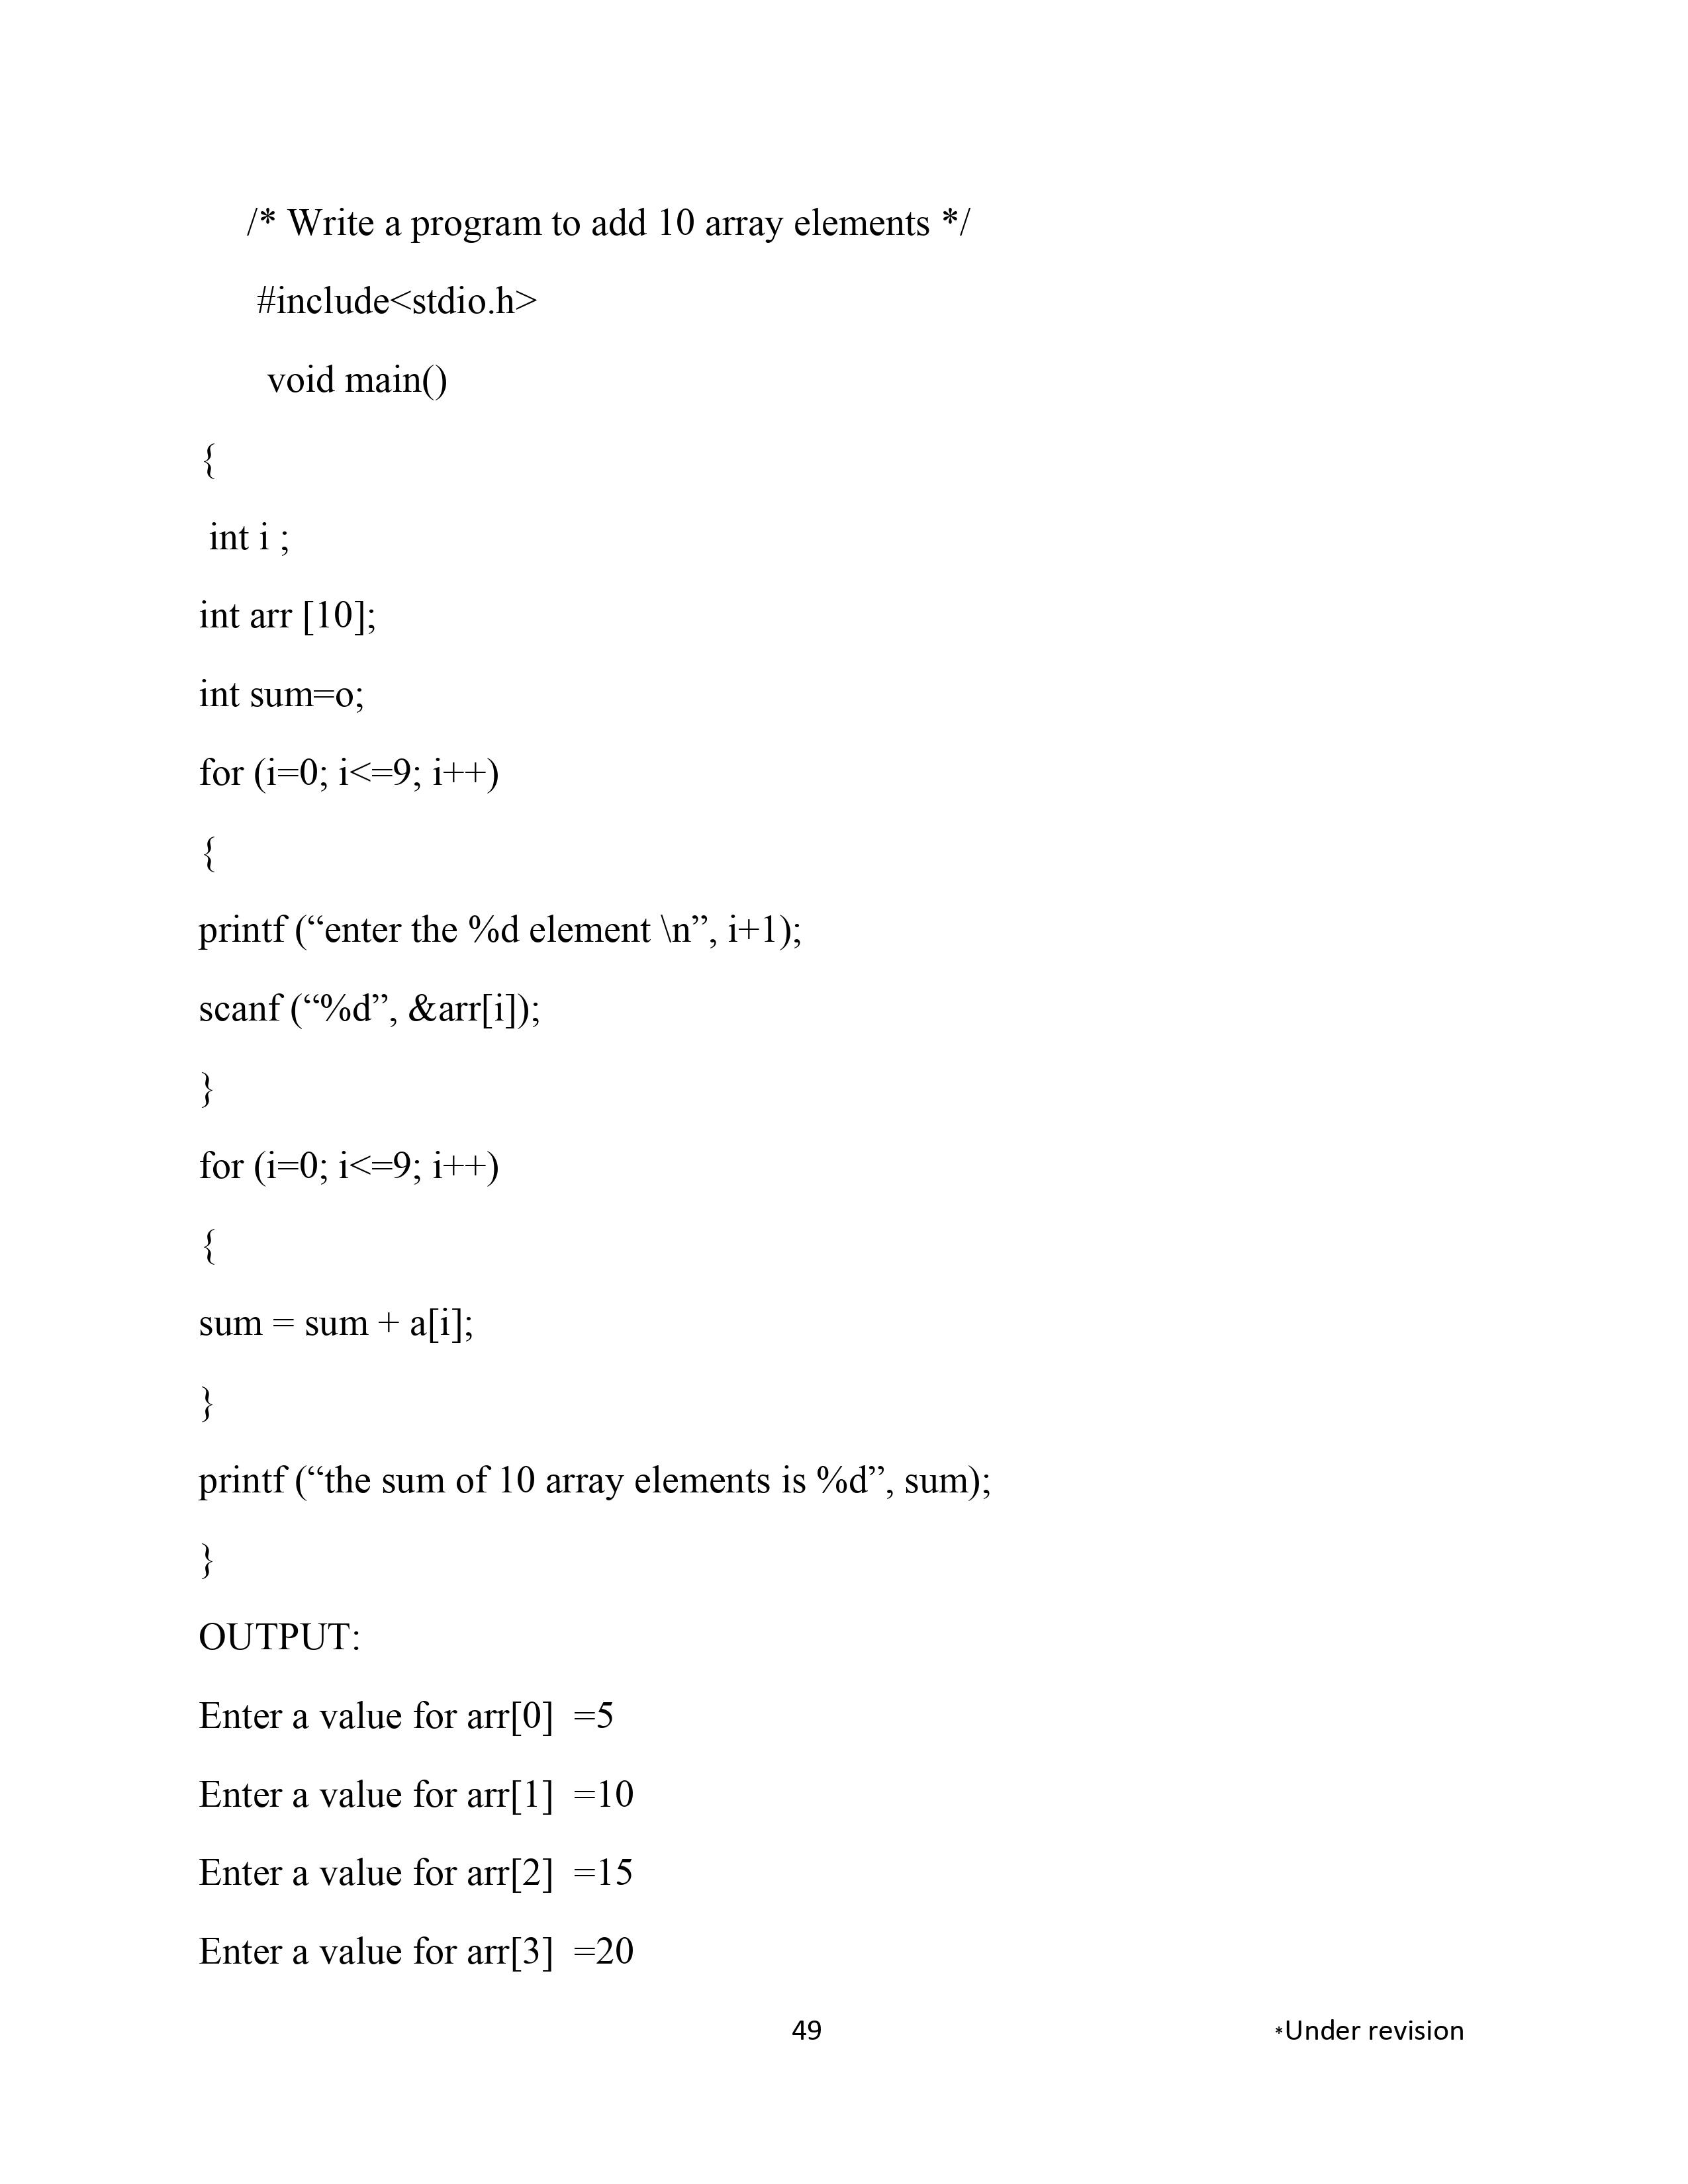 /* Write a program to add 10 array elements */
#include<stdio.h>
void main()
{
int i ;
int arr [10];
int sum=o;
for (i=0; i<=9; i++)
{
printf (“enter the %d element \n”, i+1);
scanf (“%d”, &arr[i]);
}
for (i=0; i<=9; i++)
{
sum = sum + a[i];
}
printf (“the sum of 10 array elements is %d”, sum);
}
OUTPUT:
Enter a value for arr[0]  =5
Enter a value for arr[1]  =10
Enter a value for arr[2]  =15
Enter a value for arr[3]  =20
49 *Under revision